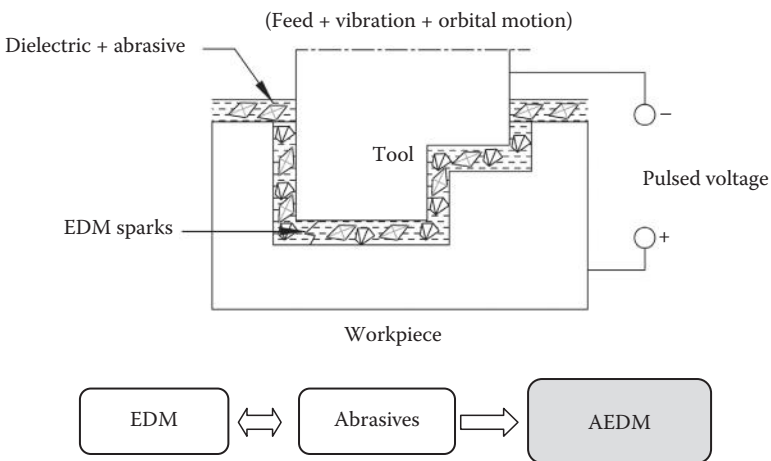 (Feed + vibration + orbital motion)
Dielectric + abrasive
−
Tool
Pulsed voltage
EDM sparks
+
Workpiece
EDM
Abrasives
AEDM